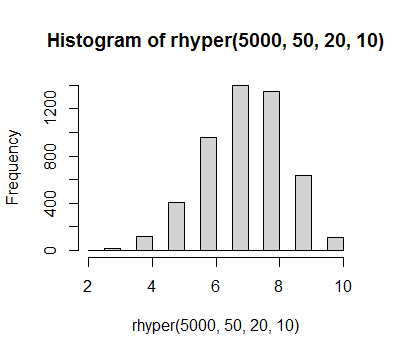 Histogram of rhyper(5000, 50, 20, 10)
Frequency
1200
800
400
0
2 4 6 8 10
rhyper(5000, 50, 20, 10)